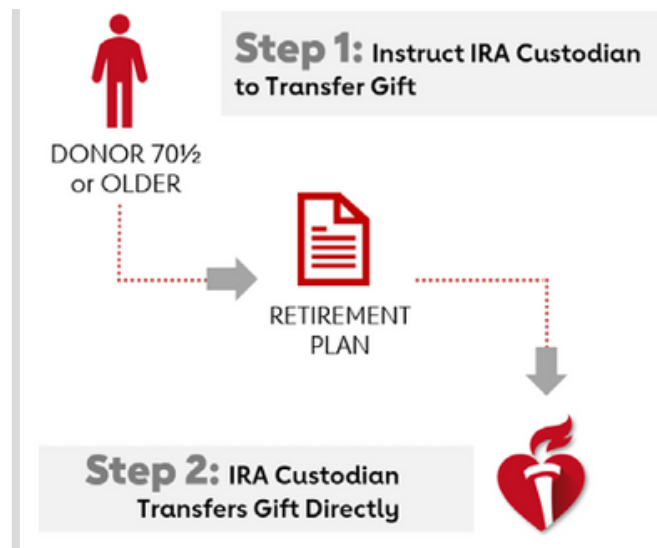 Step 1: Instruct IRA Custodian
to Transfer Gift
DONOR 70½
or OLDER
RETIREMENT
PLAN
Step 2: IRA Custodian
Transfers Gift Directly